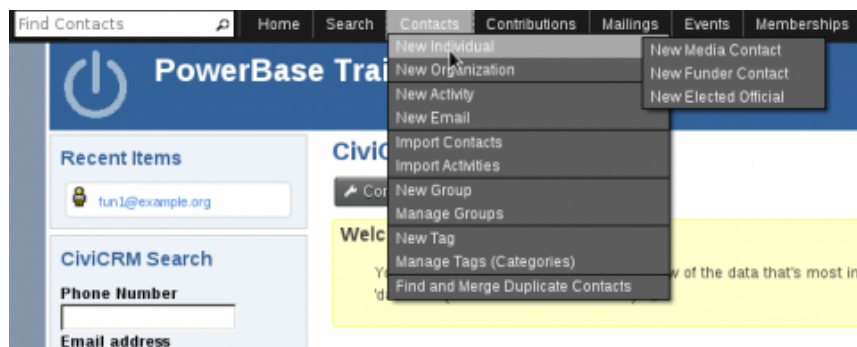 Find Contacts Home Search Contacts Contributions Mailings Events Memberships
PowerBase Trai
New Individual
New Organization
New Activity
New Email
Import Contacts
Import Activities
New Group
Manage Groups
New Tag
Manage Tags (Categories)
Find and Merge Duplicate Contacts
New Media Contact
New Funder Contact
New Elected Official
Recent Items
fun1@example.org
CiviCRM Search
Phone Number
Email address
CiviC
Con
Welc
Yo w of the data that's most in
'da